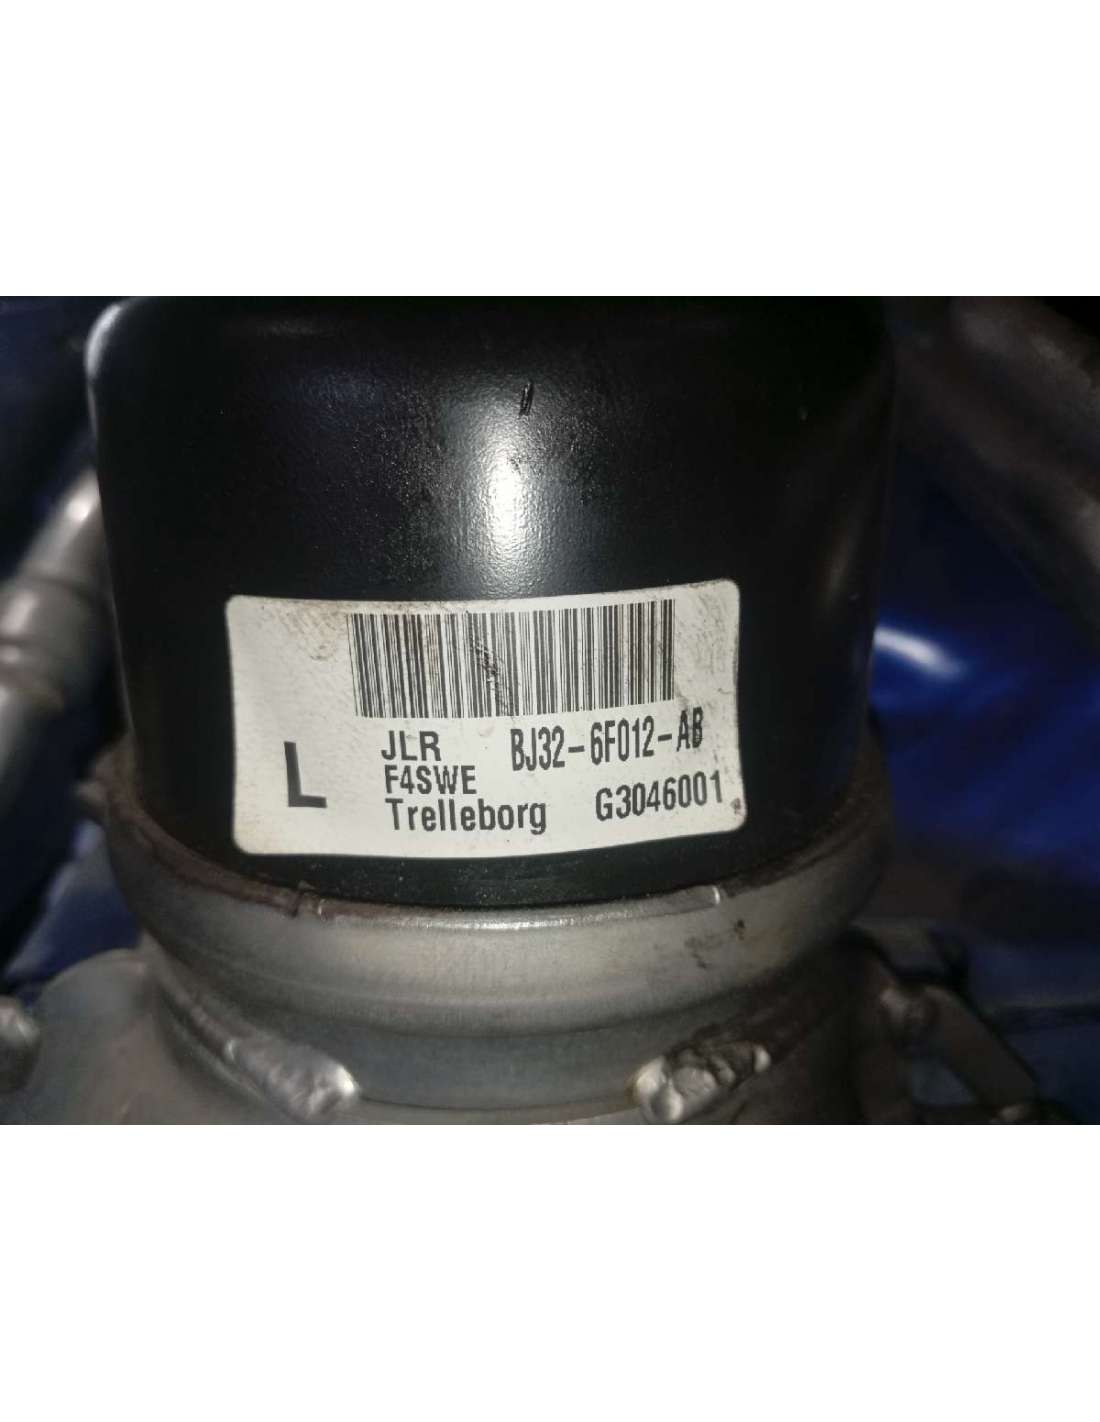 JLR BJ32-6F012-AB
L F4SWE
Trelleborg G3046001